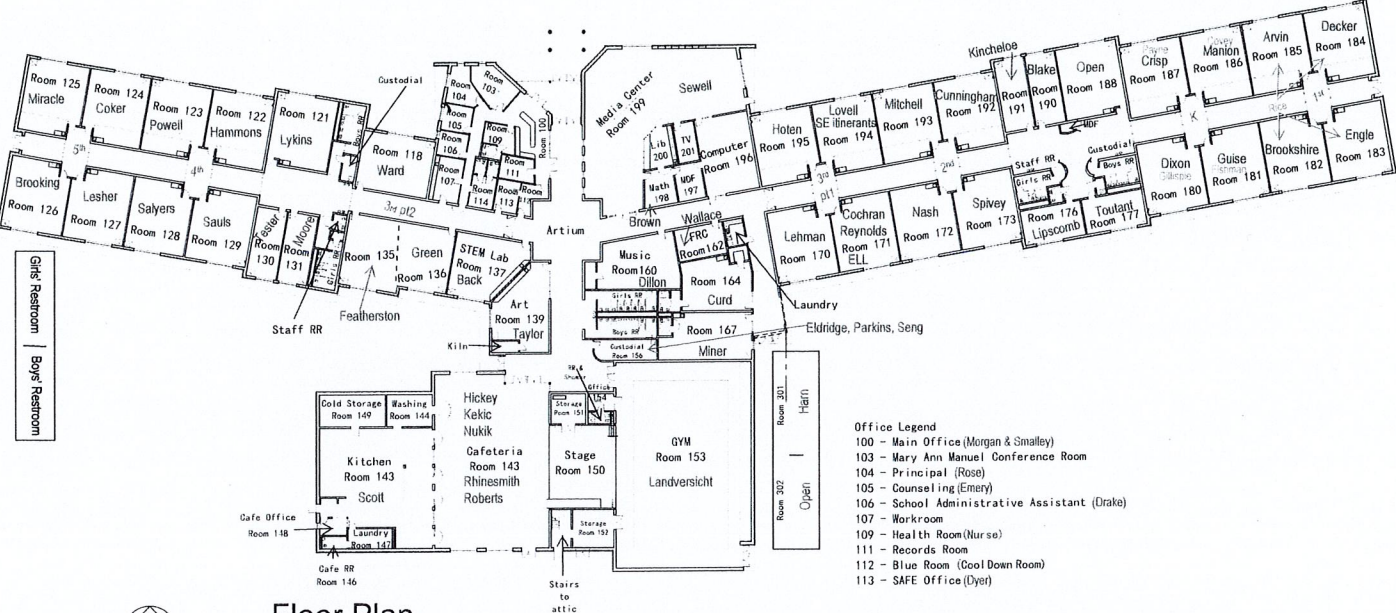 Room 125
Miracle
Room 124
Coker
Room 123
Powell
Room 122
Hammons
Room 121
Lykins
Boys RR
Custodial
Room 118
Ward
Room 104
Room 103
Room 105
Room 106
Room 107
Room 109
Room 111
Room 114
Room 113
Room 100
5th
4th
3rd pt2
Brooking
Room 126
Lesher
Room 127
Salyers
Room 128
Sauls
Room 129
Room 130
Moore
Room 131
Girls RR
Staff RR
Room 135
Featherston
Green
Room 136
STEM Lab
Room 137
Back
Artium
Art
Room 139
Taylor
Kiln
Media Center
Room 199
Sewell
Lib 200
TV 201
Computer
Room 196
Math 198
MDF 197
Brown
Wallace
FRC
Room 162
Music
Room 160
Dillon
Room 164
Curd
Laundry
Girls RR
Boys RR
Custodial
Room 156
Room 167
Miner
Eldridge, Parkins, Seng
Hoten
Room 195
Lovell
SE itinerants
Room 194
Mitchell
Room 193
Cunningham
192
Kincheloe
Room 191
Blake
Room 190
Open
Room 188
Payne
Crisp
Room 187
Covey
Manion
Room 186
Arvin
Room 185
Decker
Room 184
3rd pt1
2nd
K
1st
Rice
MDF
Custodial
Staff RR
Girls RR
Boys RR
Lehman
Room 170
Cochran
Reynolds
Room 171
ELL
Nash
Room 172
Spivey
Room 173
Room 176
Lipscomb
Toutant
Room 177
Dixon
Gillispie
Room 180
Guise
Fishman
Room 181
Brookshire
Room 182
Engle
Room 183
Girls' Restroom | Boys' Restroom
Cold Storage
Room 149
Washing
Room 144
Kitchen
Room 143
Scott
Cafe Office
Room 148
Laundry
Room 147
Cafe RR
Room 146
Hickey
Kekic
Nukik
Cafeteria
Room 143
Rhinesmith
Roberts
RR &
Shower
Office
154
Storage
Room 151
Stage
Room 150
Storage
Room 152
Stairs
to
attic
GYM
Room 153
Landversicht
Room 301
Harn
Room 302
Open
Office Legend
100 - Main Office (Morgan & Smalley)
103 - Mary Ann Manuel Conference Room
104 - Principal (Rose)
105 - Counseling (Emery)
106 - School Administrative Assistant (Drake)
107 - Workroom
109 - Health Room (Nurse)
111 - Records Room
112 - Blue Room (Cool Down Room)
113 - SAFE Office (Dyer)
Floor Plan